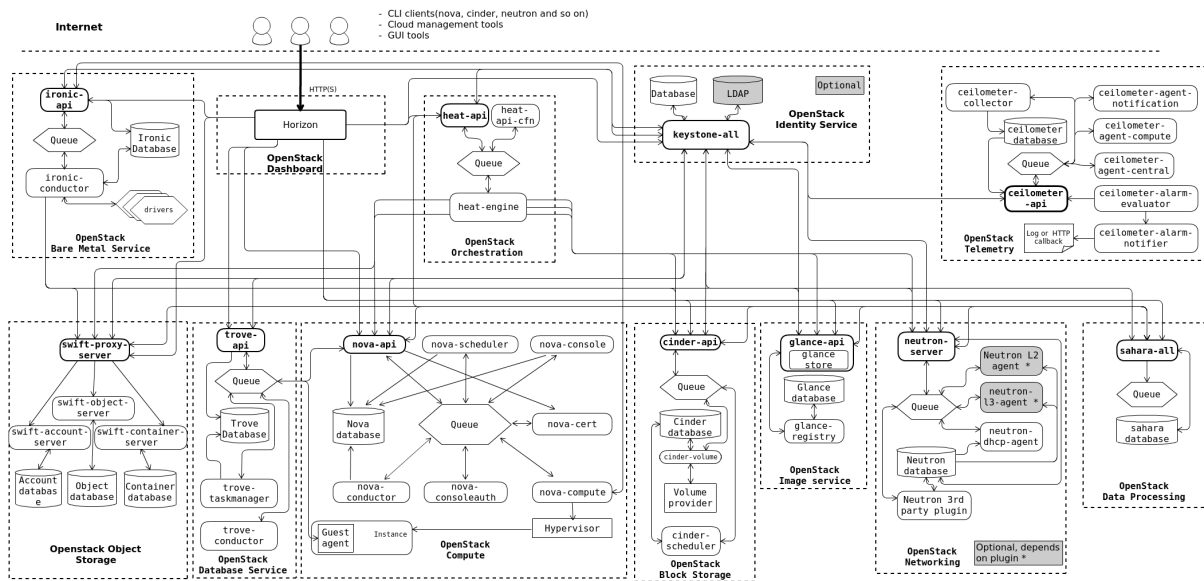 Internet
- CLI clients(nova, cinder, neutron and so on)
- Cloud management tools
- GUI tools
HTTP(S)
ironic-
api
Queue
Ironic
Database
ironic-
conductor
drivers
OpenStack
Bare Metal Service
Horizon
OpenStack
Dashboard
heat-api
heat-
api-cfn
Queue
heat-engine
OpenStack
Orchestration
Database
LDAP
Optional
keystone-all
OpenStack
Identity Service
ceilometer-
collector
ceilometer-agent-
notification
ceilometer
database
ceilometer-
agent-compute
Queue
ceilometer-
agent-central
ceilometer
-api
ceilometer-alarm-
evaluator
Log or HTTP
callback
ceilometer-alarm-
notifier
OpenStack
Telemetry
swift-proxy-
server
swift-object-
server
swift-account-
server
swift-container-
server
Account
databas
e
Object
database
Container
database
Openstack Object
Storage
trove-
api
Queue
Trove
Database
trove-
taskmanager
trove-
conductor
OpenStack
Database Service
nova-api
nova-scheduler
nova-console
Nova
database
Queue
nova-cert
nova-
conductor
nova-
consoleauth
nova-compute
Hypervisor
Guest
agent
Instance
OpenStack
Compute
cinder-api
Queue
Cinder
database
cinder-volume
Volume
provider
cinder-
scheduler
OpenStack
Block Storage
glance-api
glance
store
Glance
database
glance-
registry
OpenStack
Image service
neutron-
server
Neutron L2
agent *
Queue
neutron-
l3-agent *
neutron-
dhcp-agent
Neutron
database
Neutron 3rd
party plugin
OpenStack
Networking
Optional, depends
on plugin *
sahara-all
Queue
sahara
database
OpenStack
Data Processing